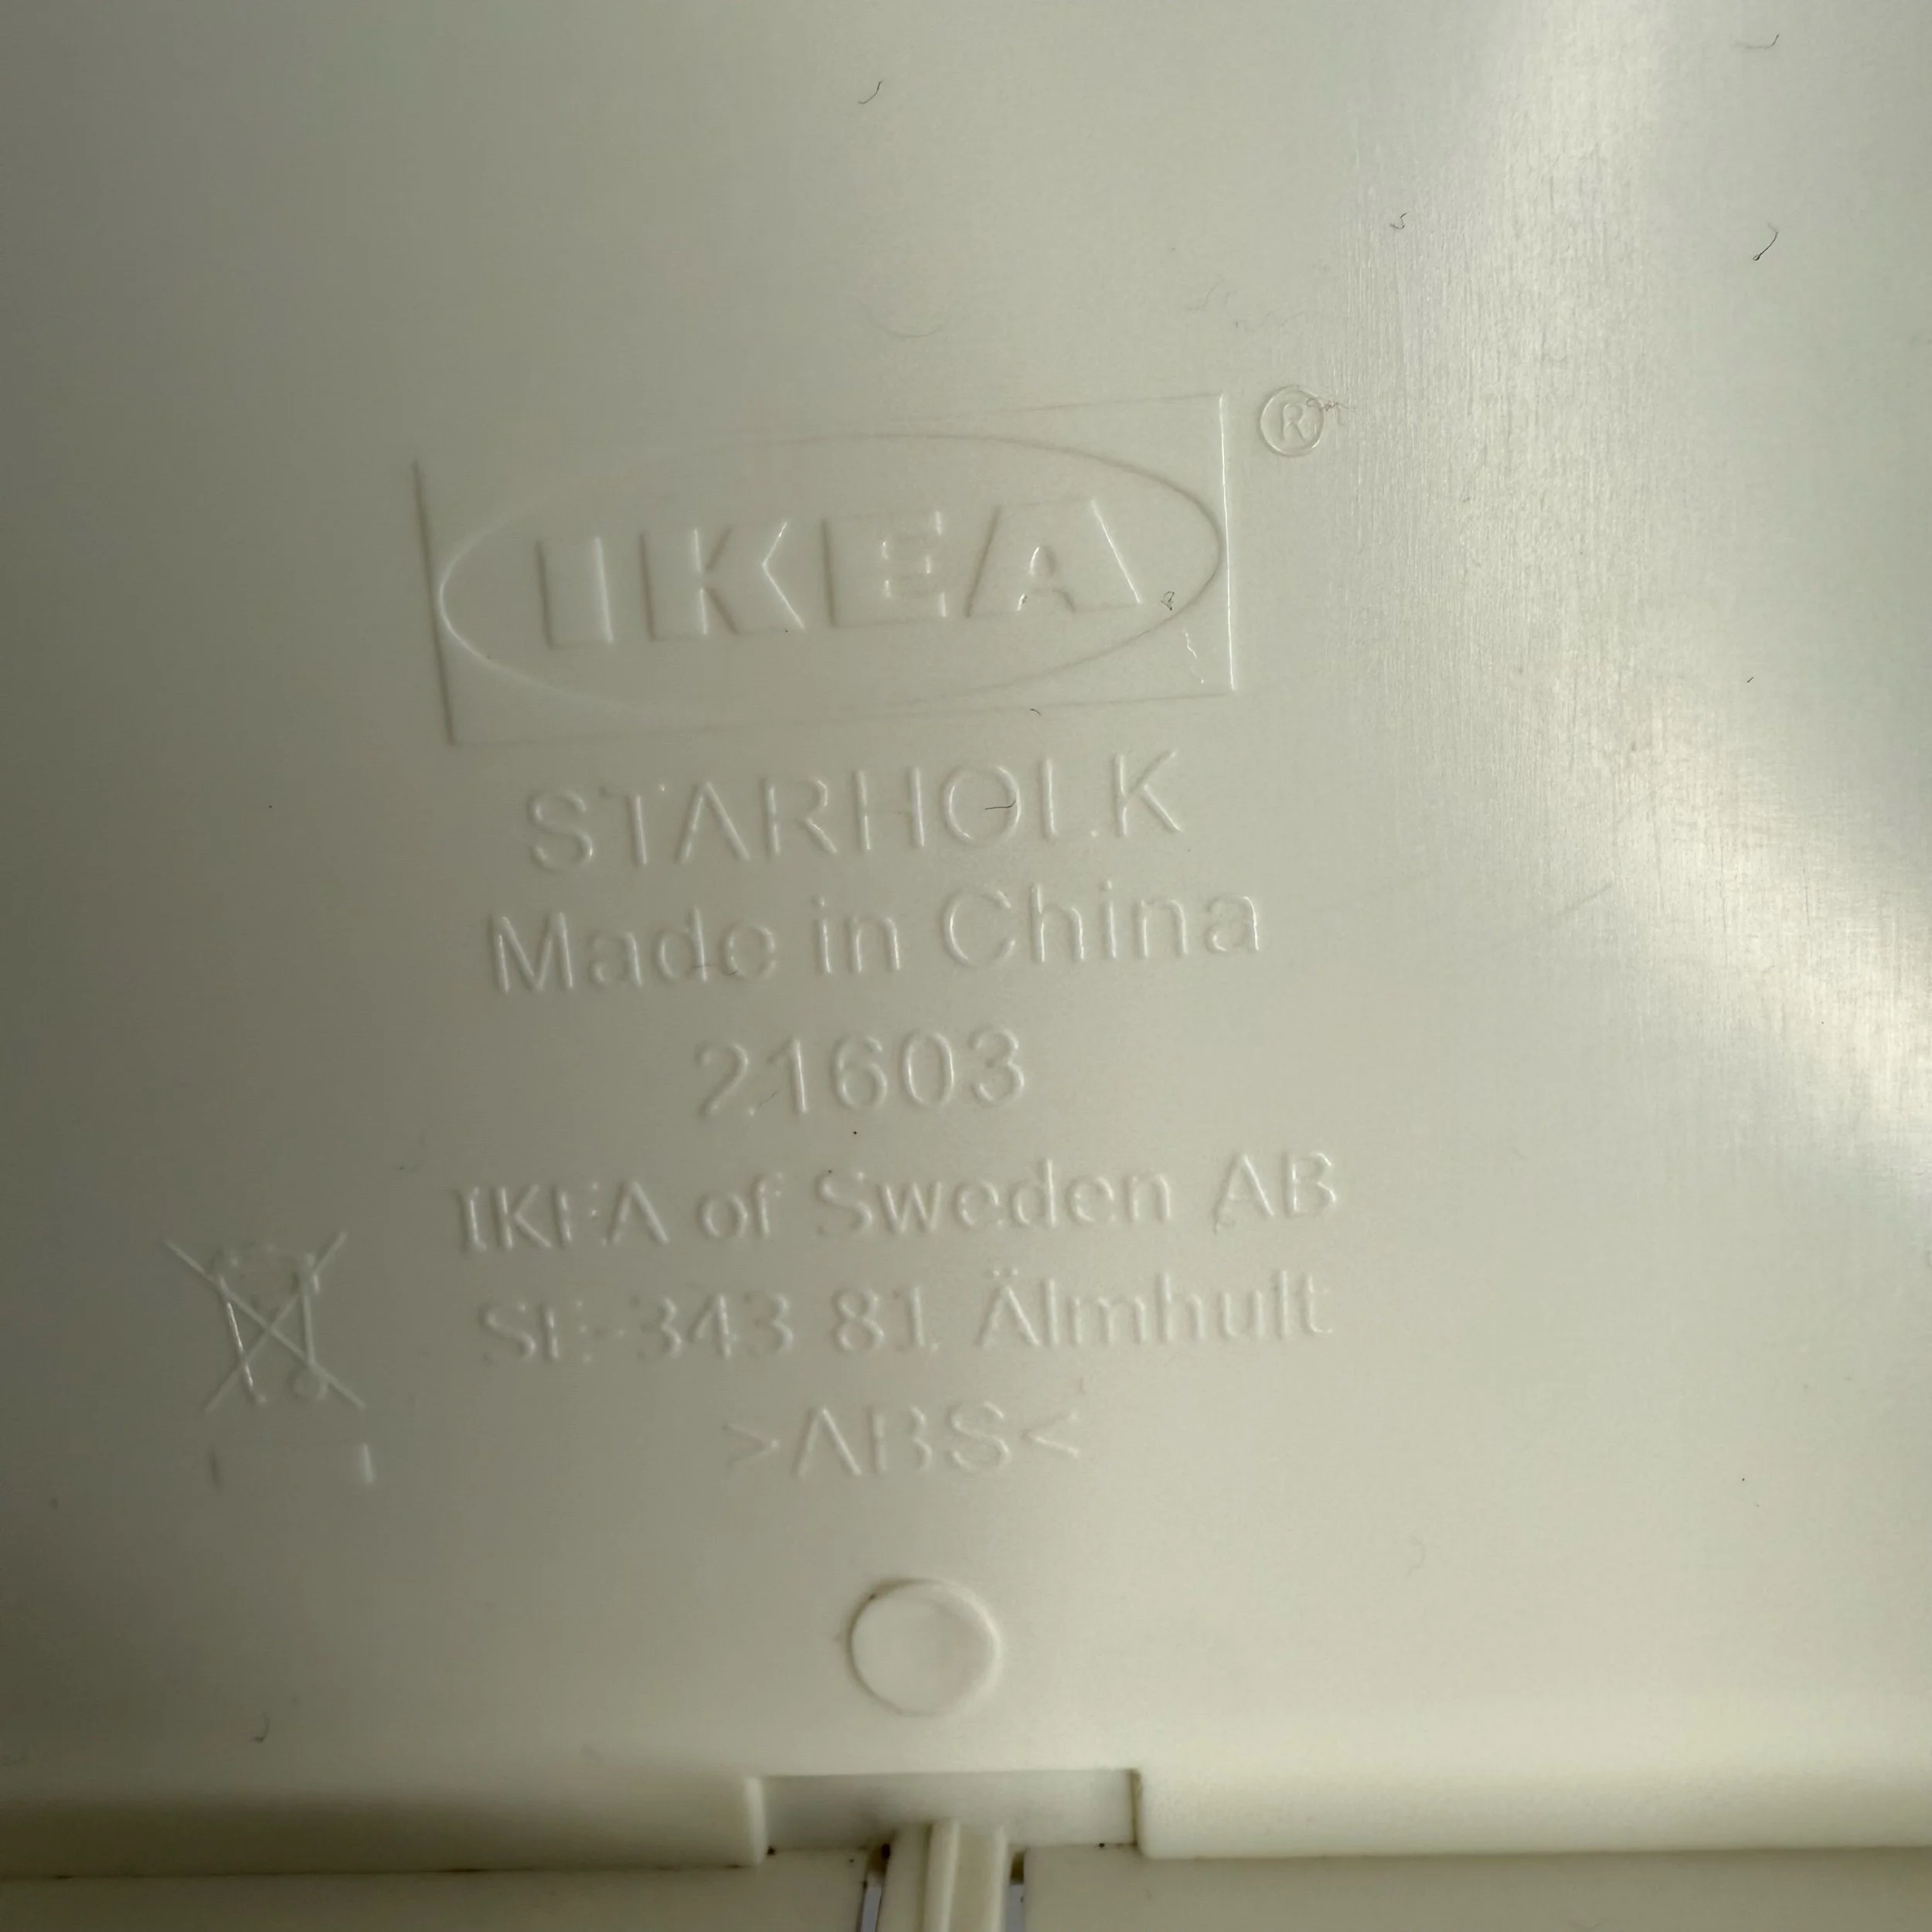 IKEA ®
STARHOLK
Made in China
21603
IKEA of Sweden AB
SE-343 81 Älmhult
>ABS<